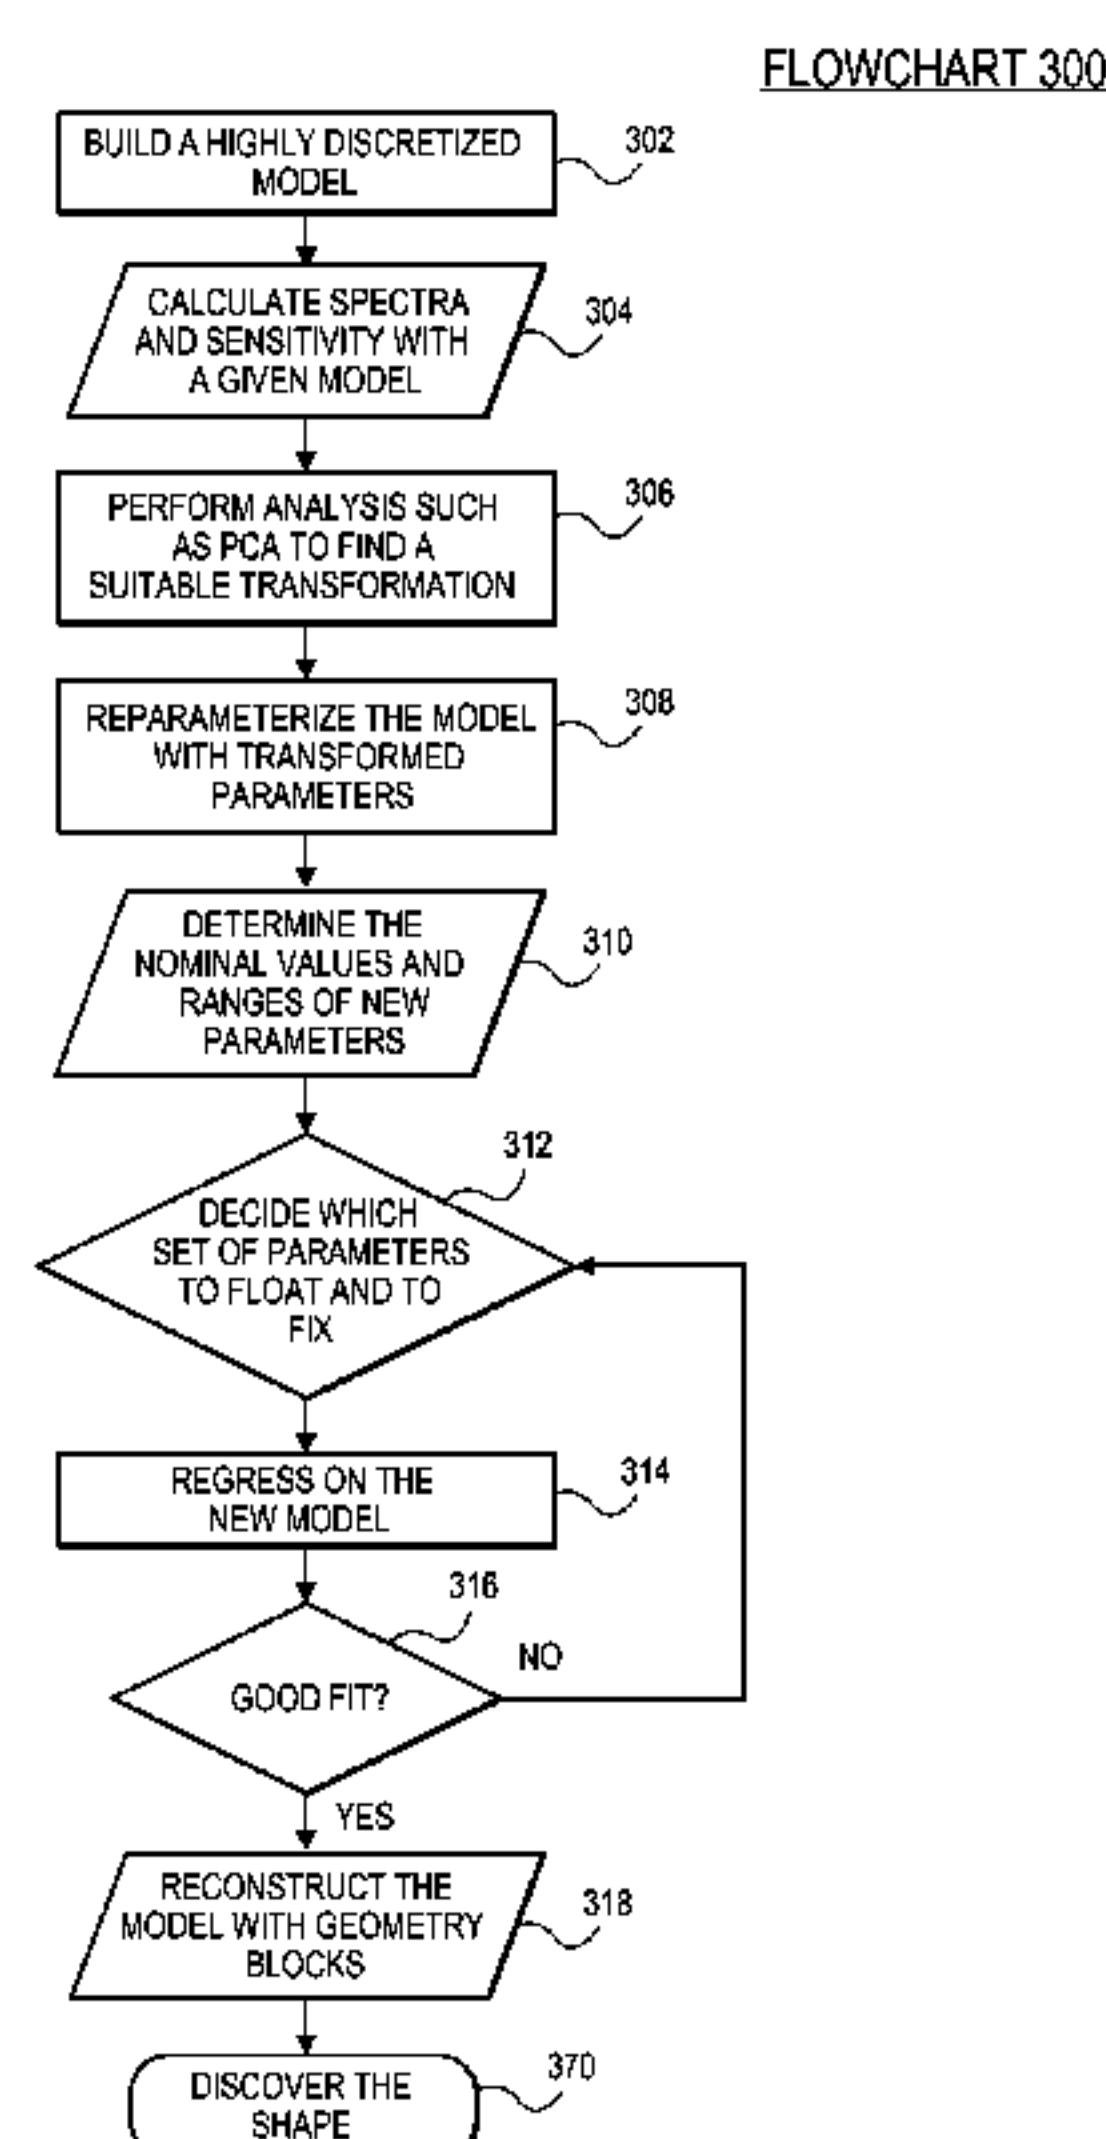 FLOWCHART 300
BUILD A HIGHLY DISCRETIZED
MODEL
302
CALCULATE SPECTRA
AND SENSITIVITY WITH
A GIVEN MODEL
304
PERFORM ANALYSIS SUCH
AS PCA TO FIND A
SUITABLE TRANSFORMATION
306
REPARAMETERIZE THE MODEL
WITH TRANSFORMED
PARAMETERS
308
DETERMINE THE
NOMINAL VALUES AND
RANGES OF NEW
PARAMETERS
310
312
DECIDE WHICH
SET OF PARAMETERS
TO FLOAT AND TO
FIX
REGRESS ON THE
NEW MODEL
314
316
NO
GOOD FIT?
YES
RECONSTRUCT THE
MODEL WITH GEOMETRY
BLOCKS
318
DISCOVER THE
SHAPE
370